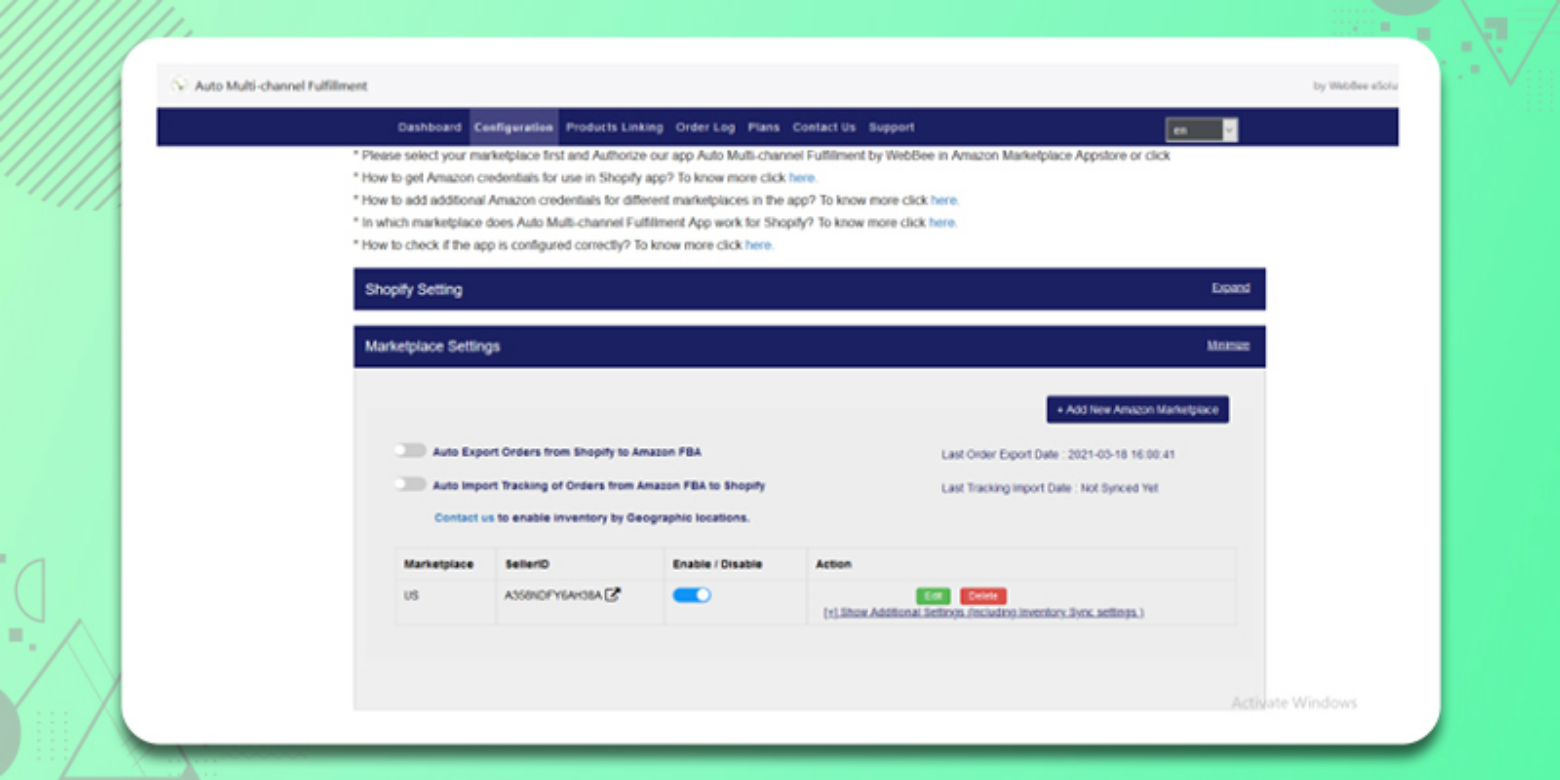 Auto Multi-channel Fulfillment
by WebBee eSolu
Dashboard Configuration Products Linking Order Log Plans Contact Us Support
en
* Please select your marketplace first and Authorize our app Auto Multi-channel Fulfillment by WebBee in Amazon Marketplace Appstore or click
* How to get Amazon credentials for use in Shopify app? To know more click here.
* How to add additional Amazon credentials for different marketplaces in the app? To know more click here.
* In which marketplace does Auto Multi-channel Fulfillment App work for Shopify? To know more click here.
* How to check if the app is configured correctly? To know more click here.
Shopify Setting Expand
Marketplace Settings Minimize
+ Add New Amazon Marketplace
Auto Export Orders from Shopify to Amazon FBA Last Order Export Date : 2021-03-18 16:00:41
Auto Import Tracking of Orders from Amazon FBA to Shopify Last Tracking Import Date : Not Synced Yet
Contact us to enable inventory by Geographic locations.
Marketplace SellerID Enable / Disable Action
US Edit Delete
[+] Show Additional Settings (Including Inventory Sync settings.)
Activate Windows